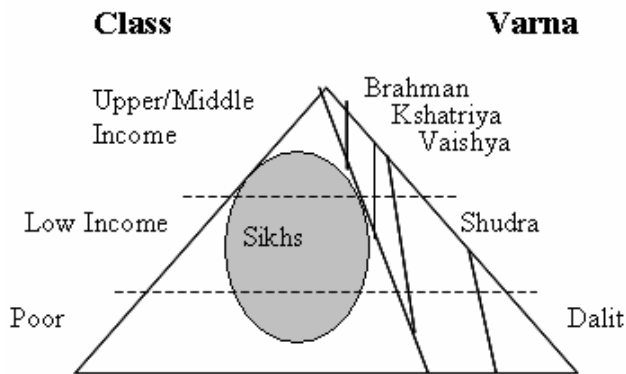 Class
Varna
Upper/Middle
Income
Brahman
Kshatriya
Vaishya
Low Income
Sikhs
Shudra
Poor
Dalit